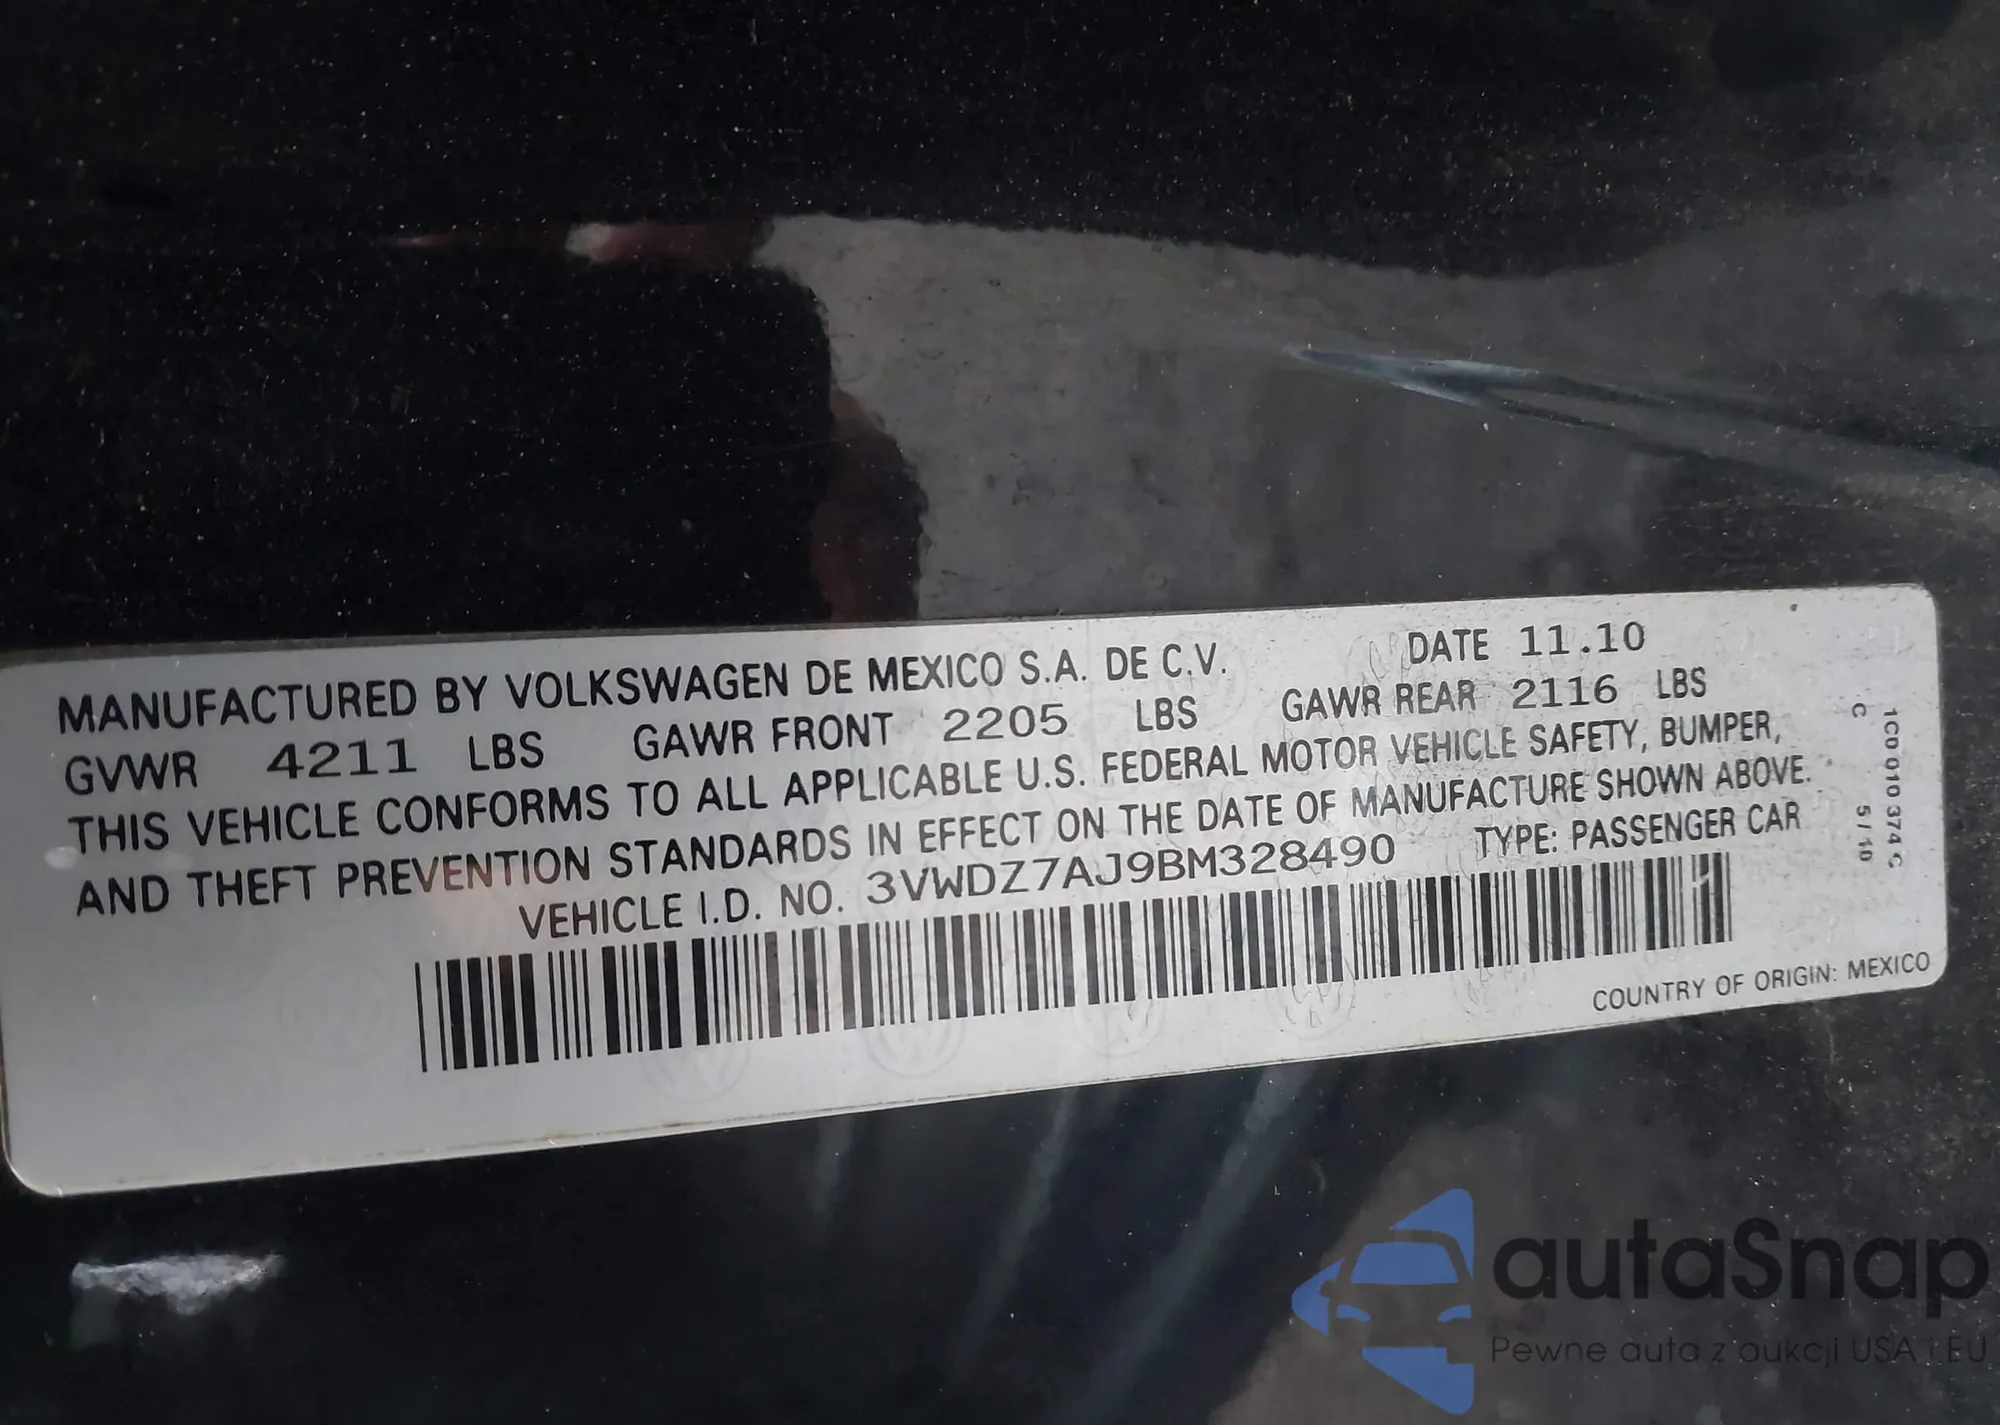 MANUFACTURED BY VOLKSWAGEN DE MEXICO S.A. DE C.V. DATE 11.10
GVWR 4211 LBS GAWR FRONT 2205 LBS GAWR REAR 2116 LBS
THIS VEHICLE CONFORMS TO ALL APPLICABLE U.S. FEDERAL MOTOR VEHICLE SAFETY, BUMPER,
AND THEFT PREVENTION STANDARDS IN EFFECT ON THE DATE OF MANUFACTURE SHOWN ABOVE.
VEHICLE I.D. NO. 3VWDZ7AJ9BM328490 TYPE: PASSENGER CAR
COUNTRY OF ORIGIN: MEXICO
1C0 010 374 C
C 5/10
autaSnap
Pewne auta z aukcji USA i EU